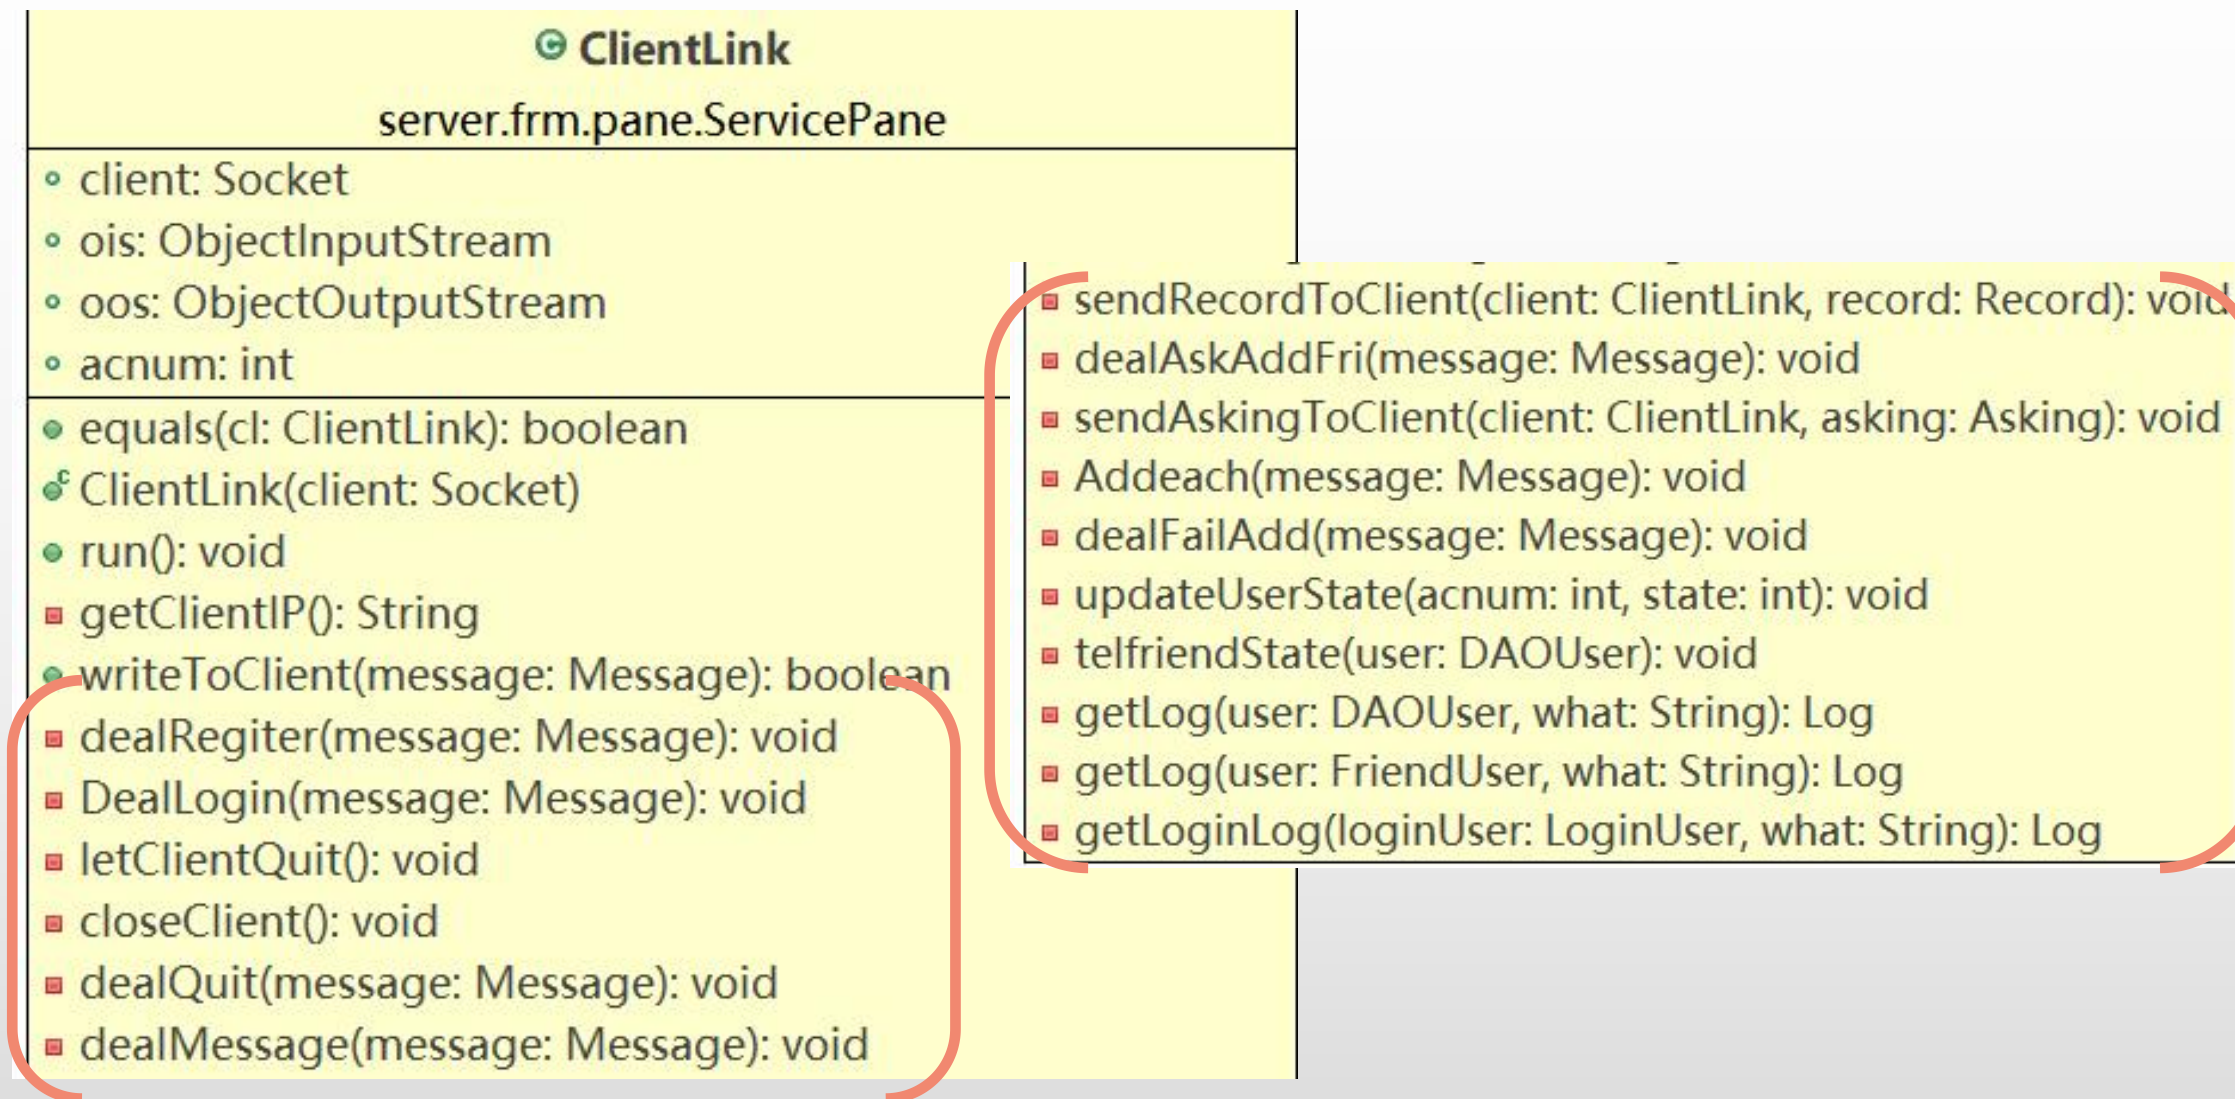 ClientLink
server.frm.pane.ServicePane
client: Socket
ois: ObjectInputStream
oos: ObjectOutputStream
acnum: int
equals(cl: ClientLink): boolean
ClientLink(client: Socket)
run(): void
getClientIP(): String
writeToClient(message: Message): boolean
dealRegiter(message: Message): void
DealLogin(message: Message): void
letClientQuit(): void
closeClient(): void
dealQuit(message: Message): void
dealMessage(message: Message): void
sendRecordToClient(client: ClientLink, record: Record): void
dealAskAddFri(message: Message): void
sendAskingToClient(client: ClientLink, asking: Asking): void
Addeach(message: Message): void
dealFailAdd(message: Message): void
updateUserState(acnum: int, state: int): void
telfriendState(user: DAOUser): void
getLog(user: DAOUser, what: String): Log
getLog(user: FriendUser, what: String): Log
getLoginLog(loginUser: LoginUser, what: String): Log